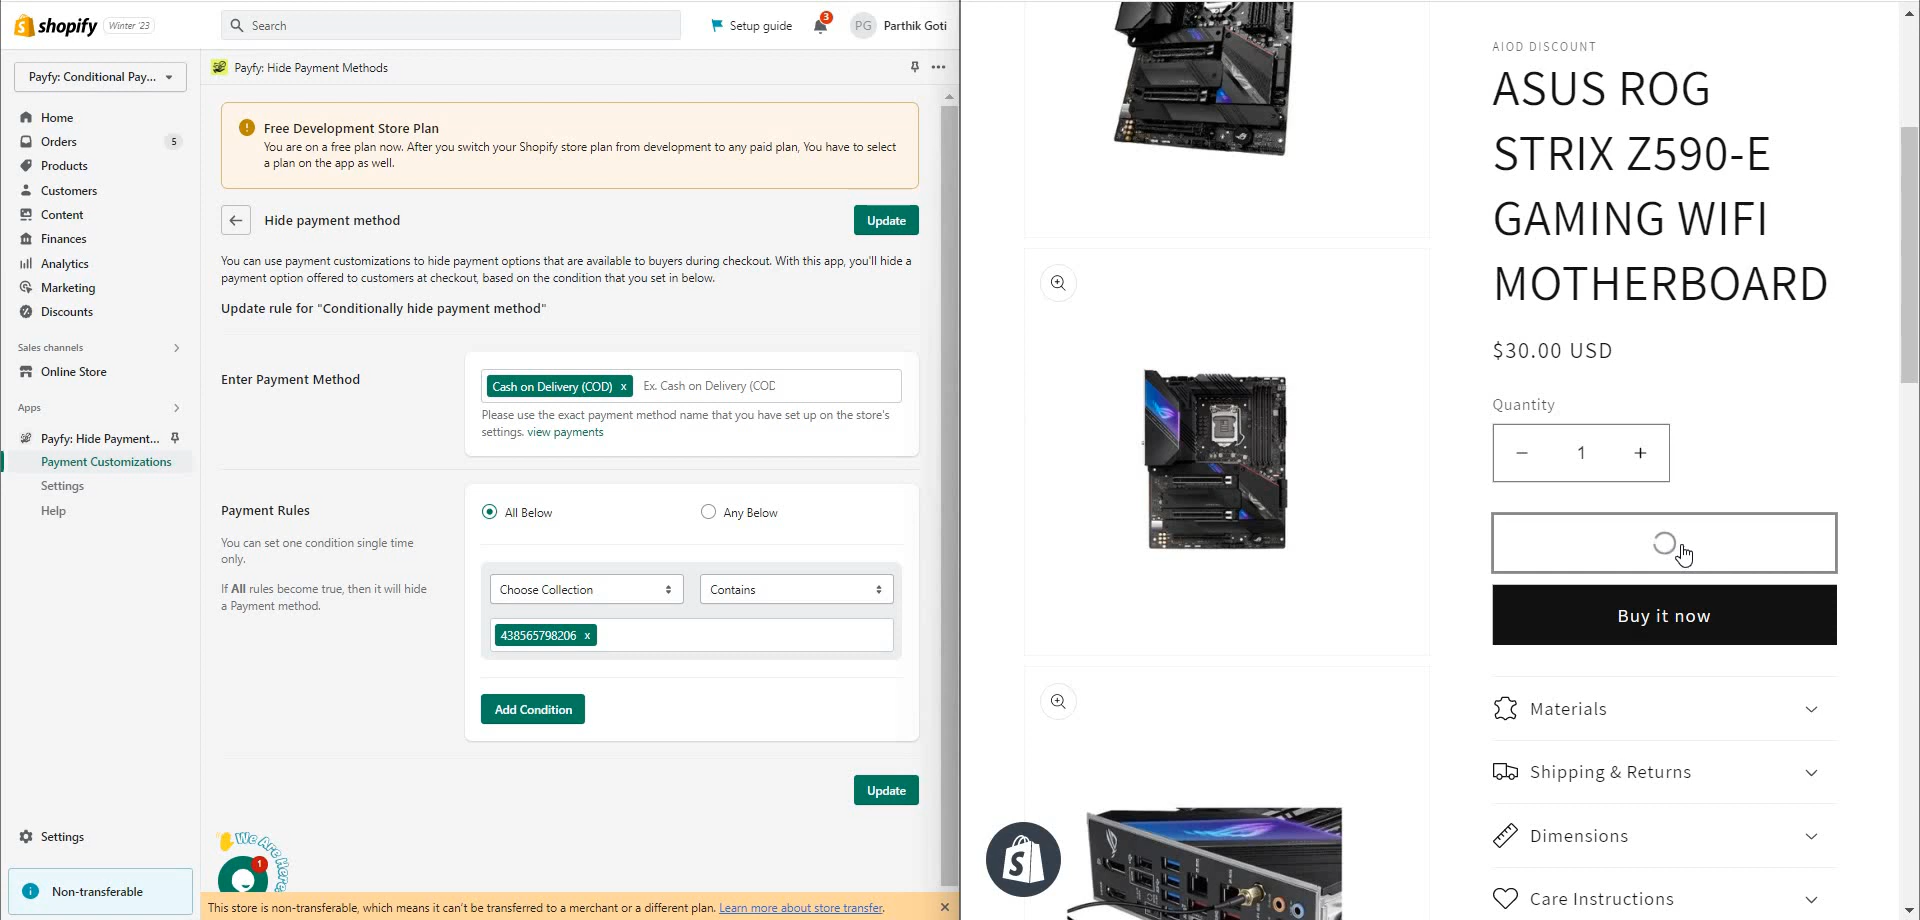 shopify
Winter '23
Search
Setup guide
3
PG
Parthik Goti
Payfy: Conditional Pay...
Home
Orders
5
Products
Customers
Content
Finances
Analytics
Marketing
Discounts
Sales channels
Online Store
Apps
Payfy: Hide Payment...
Payment Customizations
Settings
Help
Settings
Non-transferable
Payfy: Hide Payment Methods
Free Development Store Plan
You are on a free plan now. After you switch your Shopify store plan from development to any paid plan, You have to select
a plan on the app as well.
Hide payment method
Update
You can use payment customizations to hide payment options that are available to buyers during checkout. With this app, you'll hide a
payment option offered to customers at checkout, based on the condition that you set in below.
Update rule for "Conditionally hide payment method"
Enter Payment Method
Cash on Delivery (COD) x
Ex. Cash on Delivery (COD
Please use the exact payment method name that you have set up on the store's
settings. view payments
Payment Rules
You can set one condition single time
only.
If All rules become true, then it will hide
a Payment method.
All Below
Any Below
Choose Collection
Contains
438565798206 x
Add Condition
Update
We Are Here
1
This store is non-transferable, which means it can't be transferred to a merchant or a different plan. Learn more about store transfer.
AIOD DISCOUNT
ASUS ROG
STRIX Z590-E
GAMING WIFI
MOTHERBOARD
$30.00 USD
Quantity
1
Buy it now
Materials
Shipping & Returns
Dimensions
Care Instructions